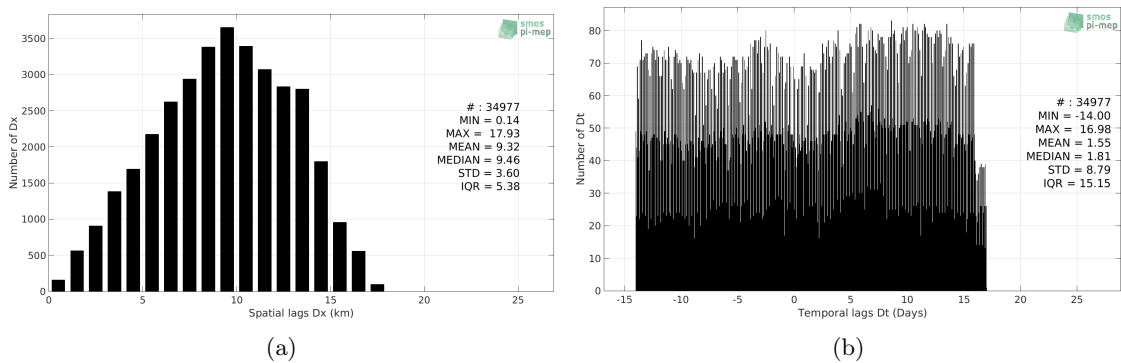 smos
pi-mep
3500
3000
2500
2000
1500
1000
500
0
Number of Dx
# : 34977
MIN = 0.14
MAX = 17.93
MEAN = 9.32
MEDIAN = 9.46
STD = 3.60
IQR = 5.38
0 5 10 15 20 25
Spatial lags Dx (km)
(a)
smos
pi-mep
80
70
60
50
40
30
20
10
0
Number of Dt
# : 34977
MIN = -14.00
MAX = 16.98
MEAN = 1.55
MEDIAN = 1.81
STD = 8.79
IQR = 15.15
-15 -10 -5 0 5 10 15 20 25
Temporal lags Dt (Days)
(b)